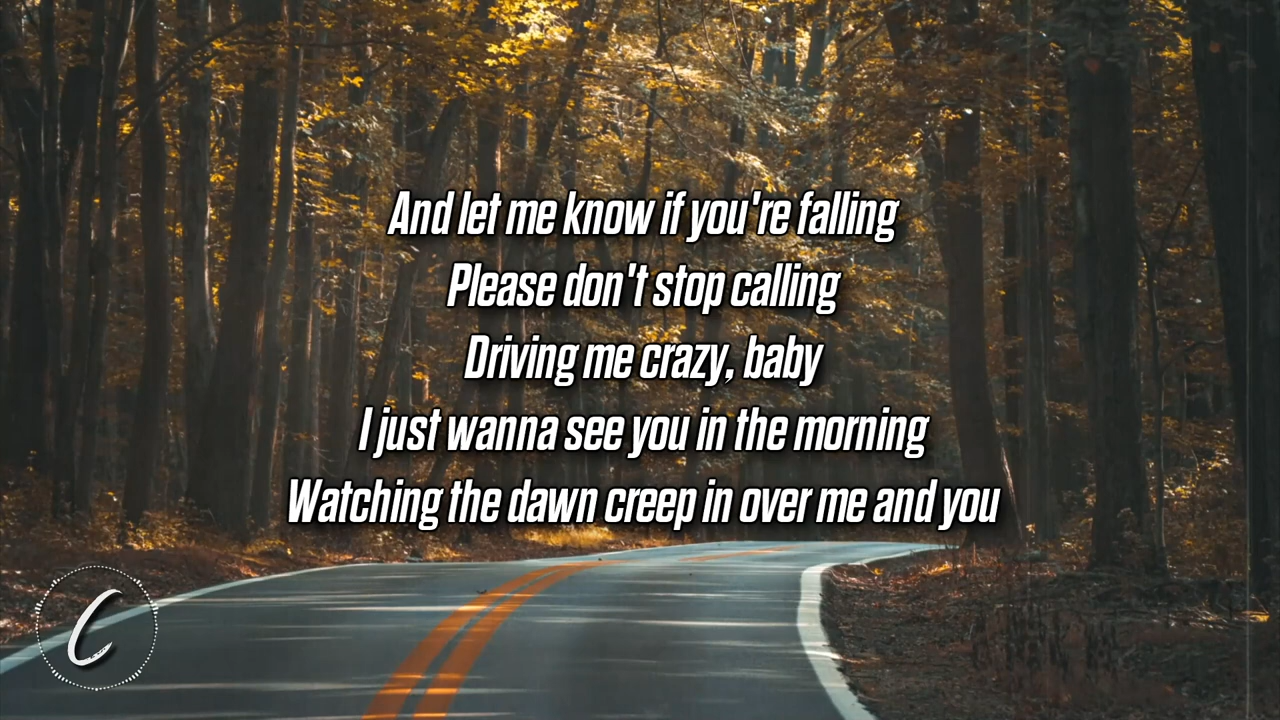 And let me know if you're falling
Please don't stop calling
Driving me crazy, baby
I just wanna see you in the morning
Watching the dawn creep in over me and you
C